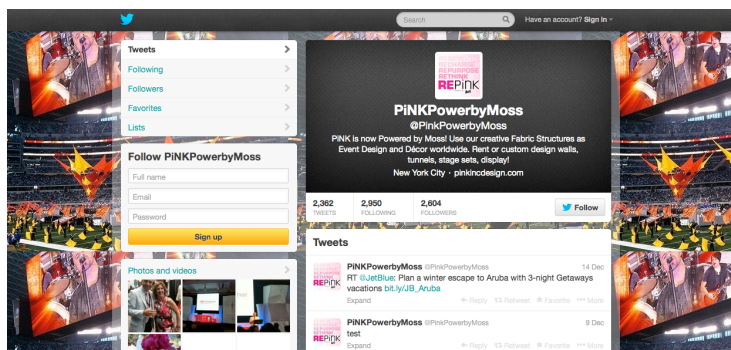 Search
Have an account? Sign in
Tweets
Following
Followers
Favorites
Lists
Follow PiNKPowerbyMoss
Full name
Email
Password
Sign up
Photos and videos
RECHARGE
REPURPOSE
RETHINK
REPiNK
PiNKPowerbyMoss
@PinkPowerbyMoss
PiNK is now Powered by Moss! Use our creative Fabric Structures as
Event Design and Décor worldwide. Rent or custom design walls,
tunnels, stage sets, display!
New York City · pinkincdesign.com
2,362 2,950 2,604
TWEETS FOLLOWING FOLLOWERS
Follow
Tweets
REPiNK
PiNKPowerbyMoss @PinkPowerbyMoss 14 Dec
RT @JetBlue: Plan a winter escape to Aruba with 3-night Getaways
vacations bit.ly/JB_Aruba
Expand Reply Retweet Favorite More
REPiNK
PiNKPowerbyMoss @PinkPowerbyMoss 9 Dec
test
Expand Reply Retweet Favorite More